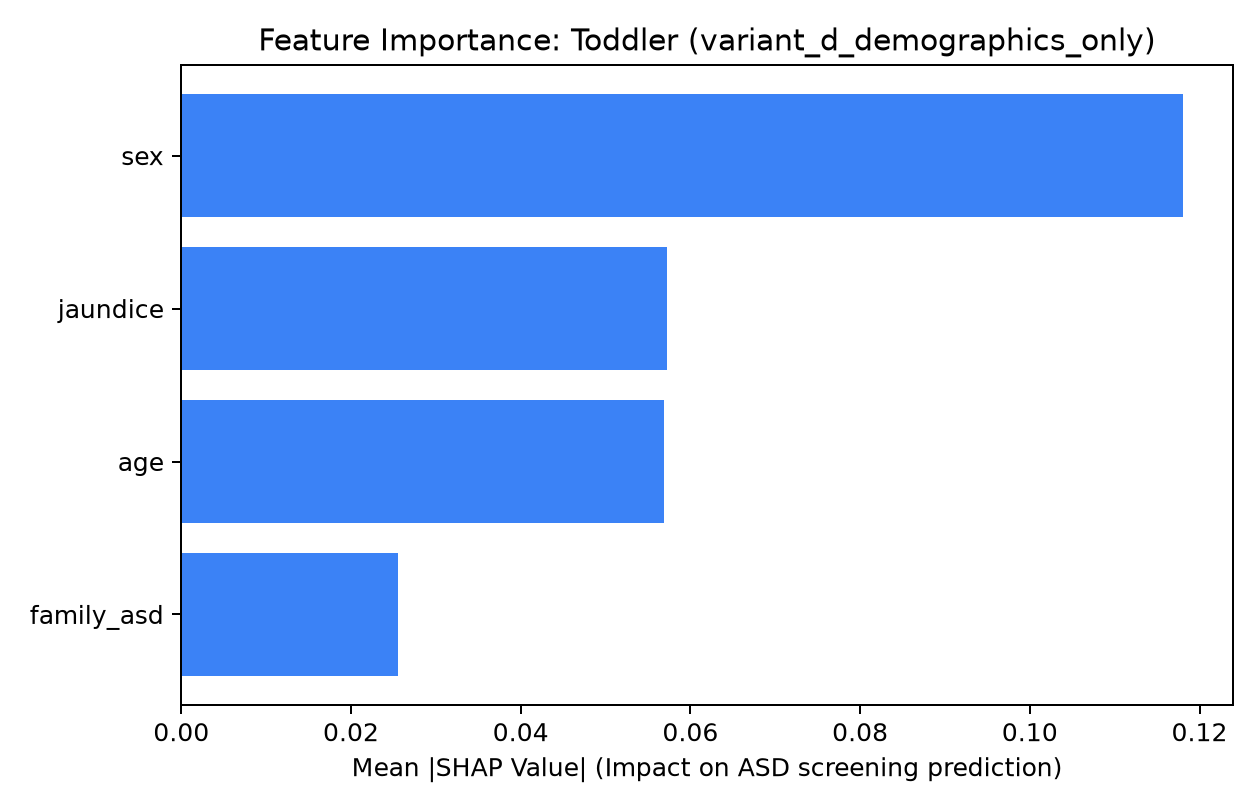 Feature Importance: Toddler (variant_d_demographics_only)
sex
jaundice
age
family_asd
0.00 0.02 0.04 0.06 0.08 0.10 0.12
Mean |SHAP Value| (Impact on ASD screening prediction)